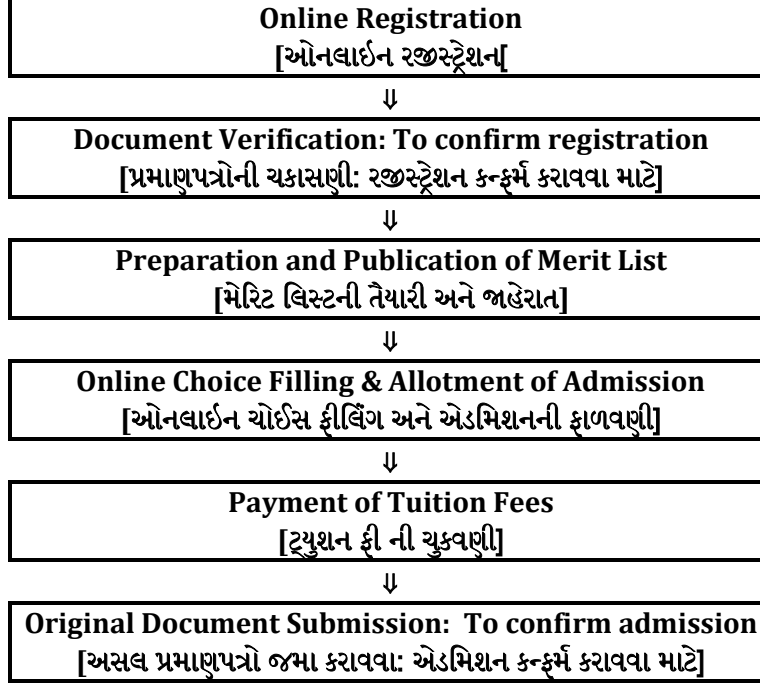 Online Registration
[ઓનલાઇન રજીસ્ટ્રેશન[
⇓
Document Verification: To confirm registration
[પ્રમાણપત્રોની ચકાસણી: રજીસ્ટ્રેશન કન્ફર્મ કરાવવા માટે]
⇓
Preparation and Publication of Merit List
[મેરિટ લિસ્ટની તૈયારી અને જાહેરાત]
⇓
Online Choice Filling & Allotment of Admission
[ઓનલાઇન ચોઈસ ફીલિંગ અને એડમિશનની ફાળવણી]
⇓
Payment of Tuition Fees
[ટ્યુશન ફી ની ચુકવણી]
⇓
Original Document Submission: To confirm admission
[અસલ પ્રમાણપત્રો જમા કરાવવા: એડમિશન કન્ફર્મ કરાવવા માટે]